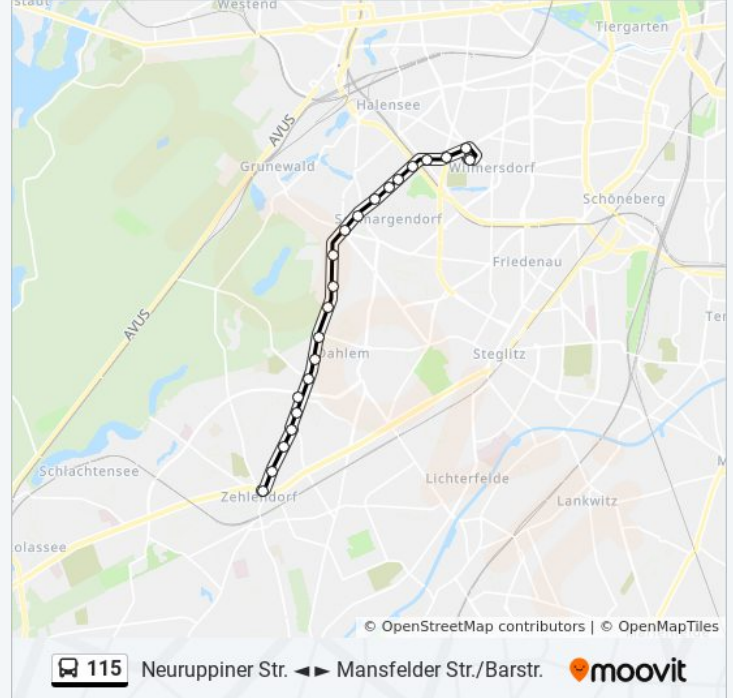 stadt
Westend
Tiergarten
Halensee
AVUS
Grunewald
Wilmersdorf
Schmargendorf
Schöneberg
Friedenau
AVUS
Dahlem
Steglitz
Schlachtensee
Zehlendorf
Lichterfelde
Lankwitz
olassee
© OpenStreetMap contributors | © OpenMapTiles
115 Neuruppiner Str. ◄► Mansfelder Str./Barstr. moovit